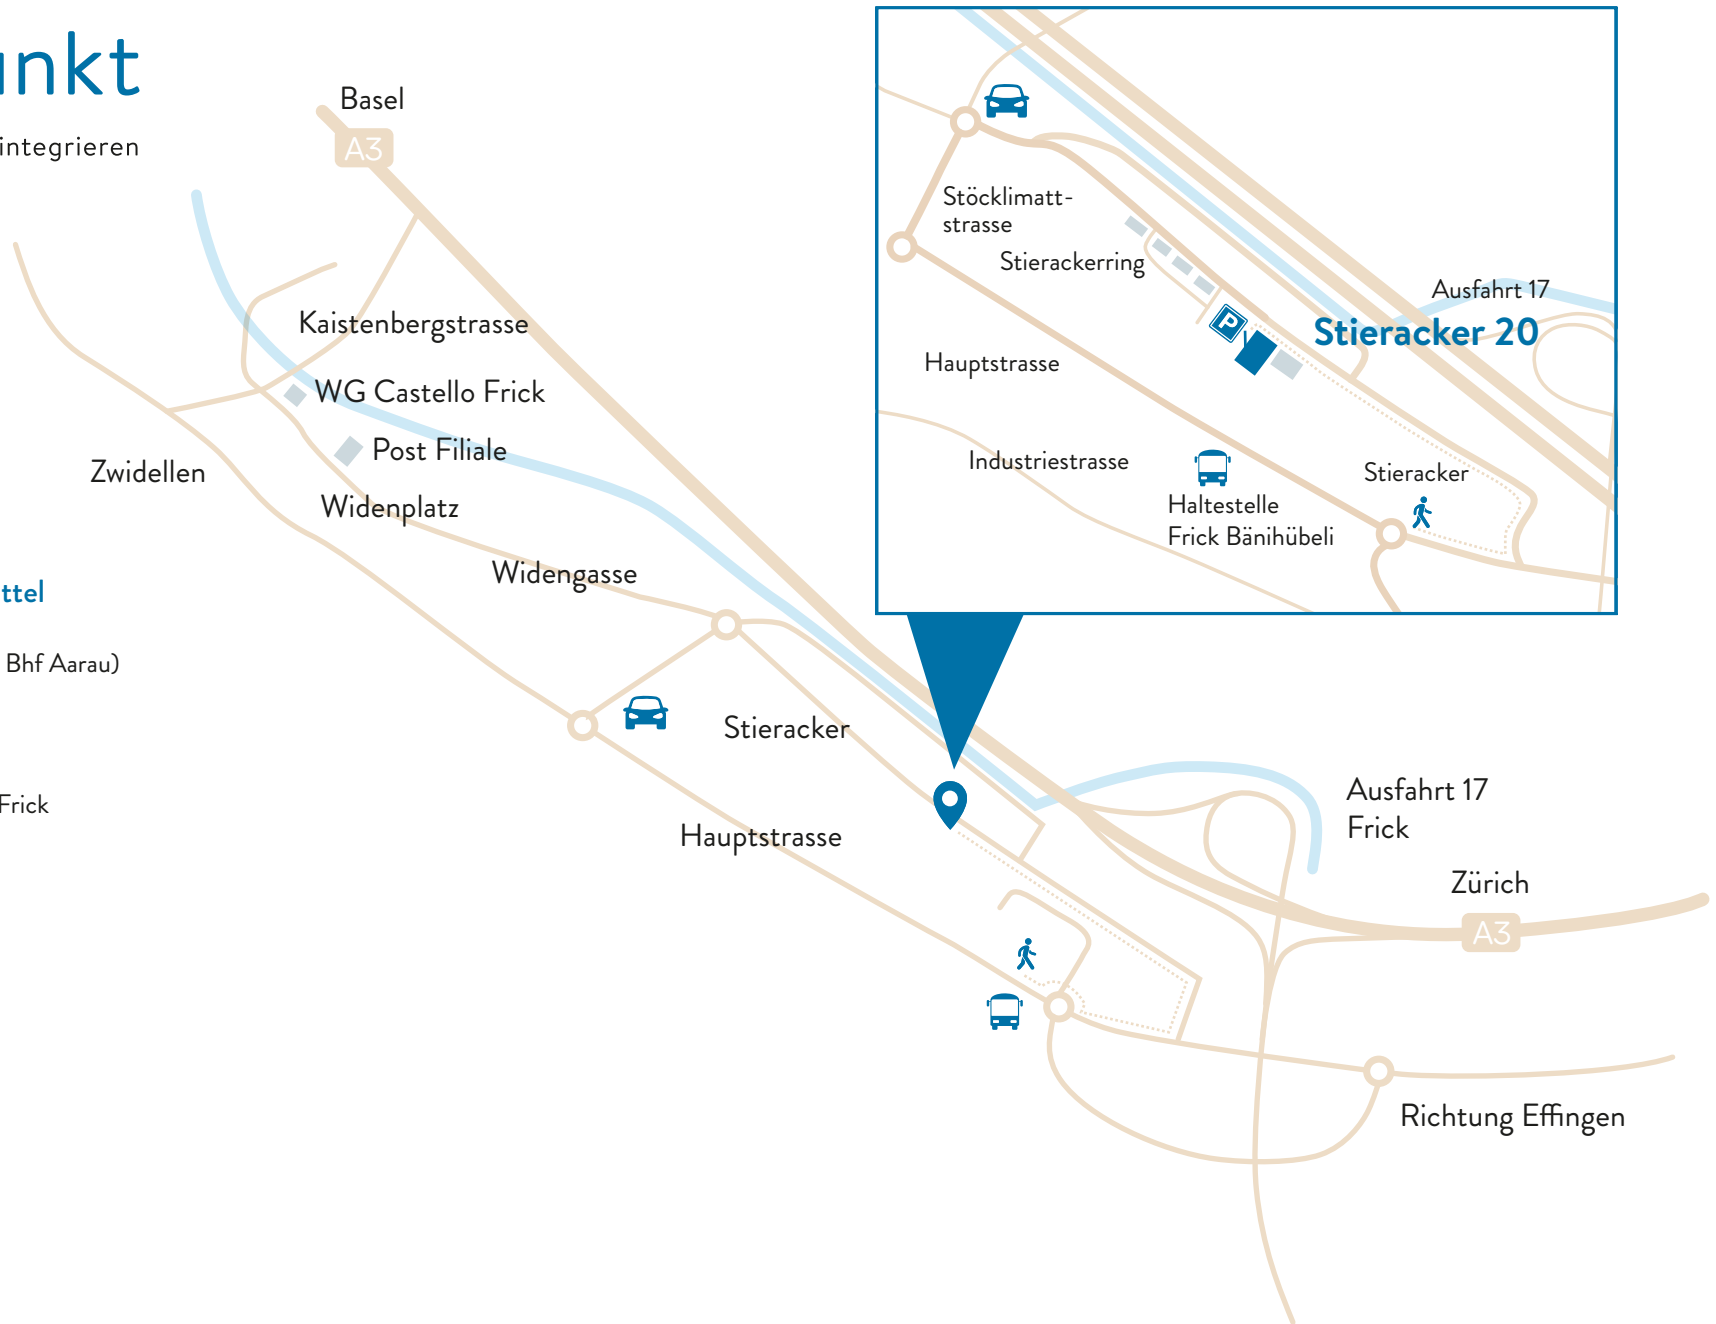 integrieren
ttel
Bhf Aarau)
Frick
Basel
A3
Kaistenbergstrasse
WG Castello Frick
Post Filiale
Zwidellen
Widenplatz
Widengasse
Stieracker
Hauptstrasse
Ausfahrt 17
Frick
Zürich
A3
Richtung Effingen
Stöcklimatt-
strasse
Stierackerring
Ausfahrt 17
Stieracker 20
P
Hauptstrasse
Industriestrasse
Stieracker
Haltestelle
Frick Bänihübeli